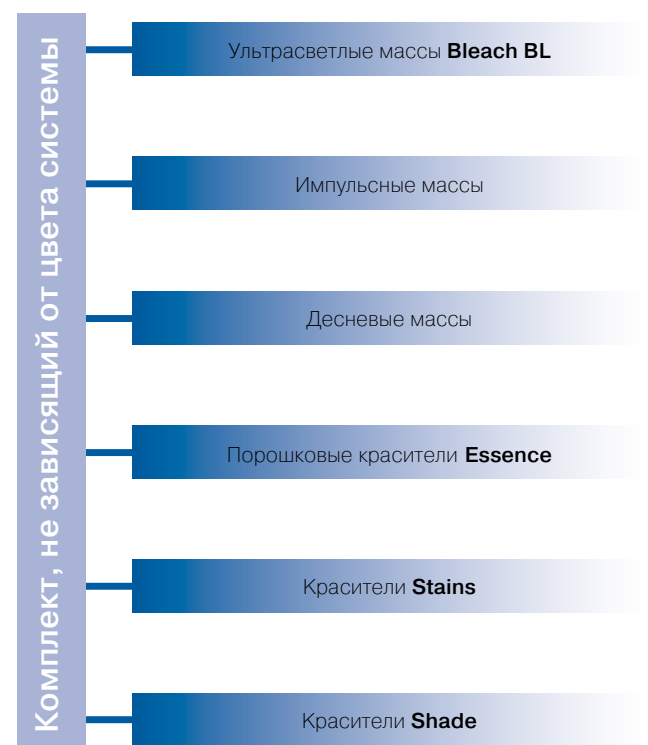 Комплект, не зависящий от цвета системы
Ультрасветлые массы Bleach BL
Импульсные массы
Десневые массы
Порошковые красители Essence
Красители Stains
Красители Shade